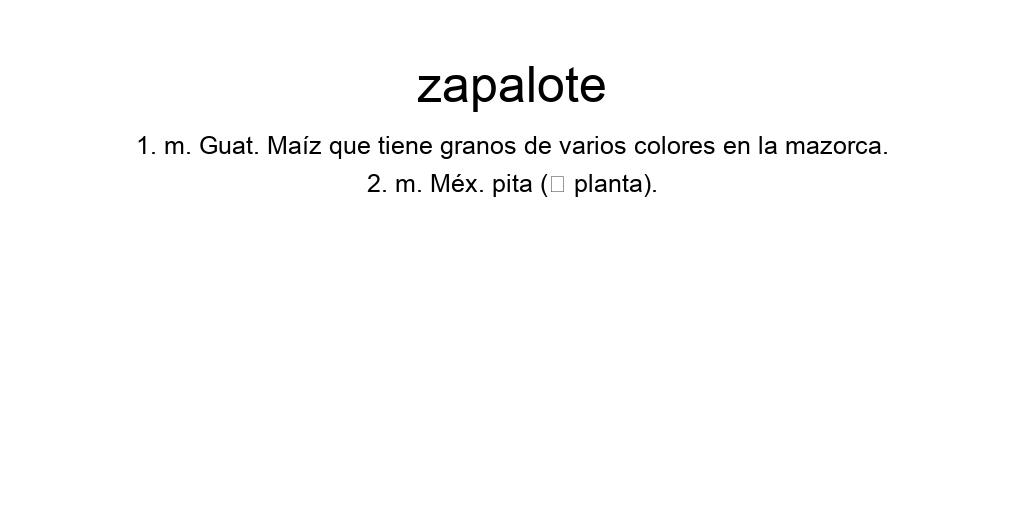 zapalote
1. m. Guat. Maíz que tiene granos de varios colores en la mazorca.
2. m. Méx. pita (□ planta).